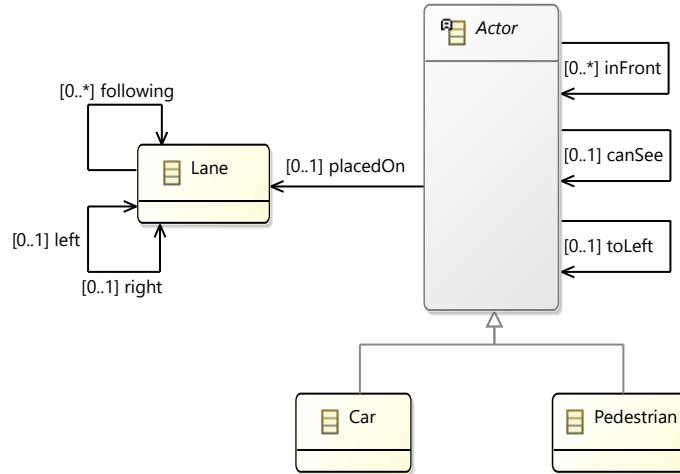 Actor
[0..*] inFront
[0..*] following
[0..1] canSee
[0..1] placedOn
Lane
[0..1] left
[0..1] toLeft
[0..1] right
Car
Pedestrian